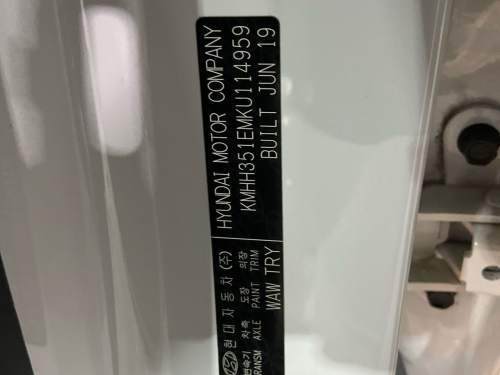 HYUNDAI MOTOR COMPANY
KMHH351EMKU114959
BUILT JUN 19
현대자동차(주)
변속기 차축 도장 의장
TRANSM AXLE PAINT TRIM
WAW TRY